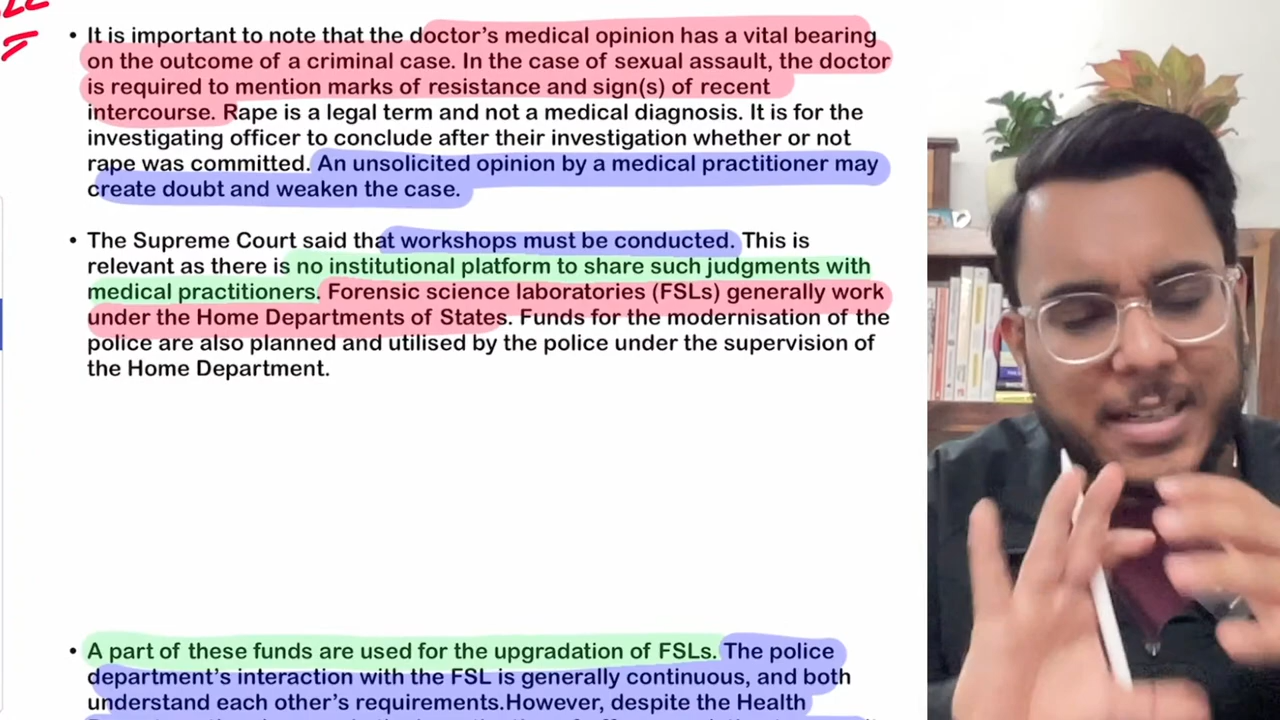 • It is important to note that the doctor's medical opinion has a vital bearing
on the outcome of a criminal case. In the case of sexual assault, the doctor
is required to mention marks of resistance and sign(s) of recent
intercourse. Rape is a legal term and not a medical diagnosis. It is for the
investigating officer to conclude after their investigation whether or not
rape was committed. An unsolicited opinion by a medical practitioner may
create doubt and weaken the case.
• The Supreme Court said that workshops must be conducted. This is
relevant as there is no institutional platform to share such judgments with
medical practitioners. Forensic science laboratories (FSLs) generally work
under the Home Departments of States. Funds for the modernisation of the
police are also planned and utilised by the police under the supervision of
the Home Department.
• A part of these funds are used for the upgradation of FSLs. The police
department's interaction with the FSL is generally continuous, and both
understand each other's requirements.However, despite the Health